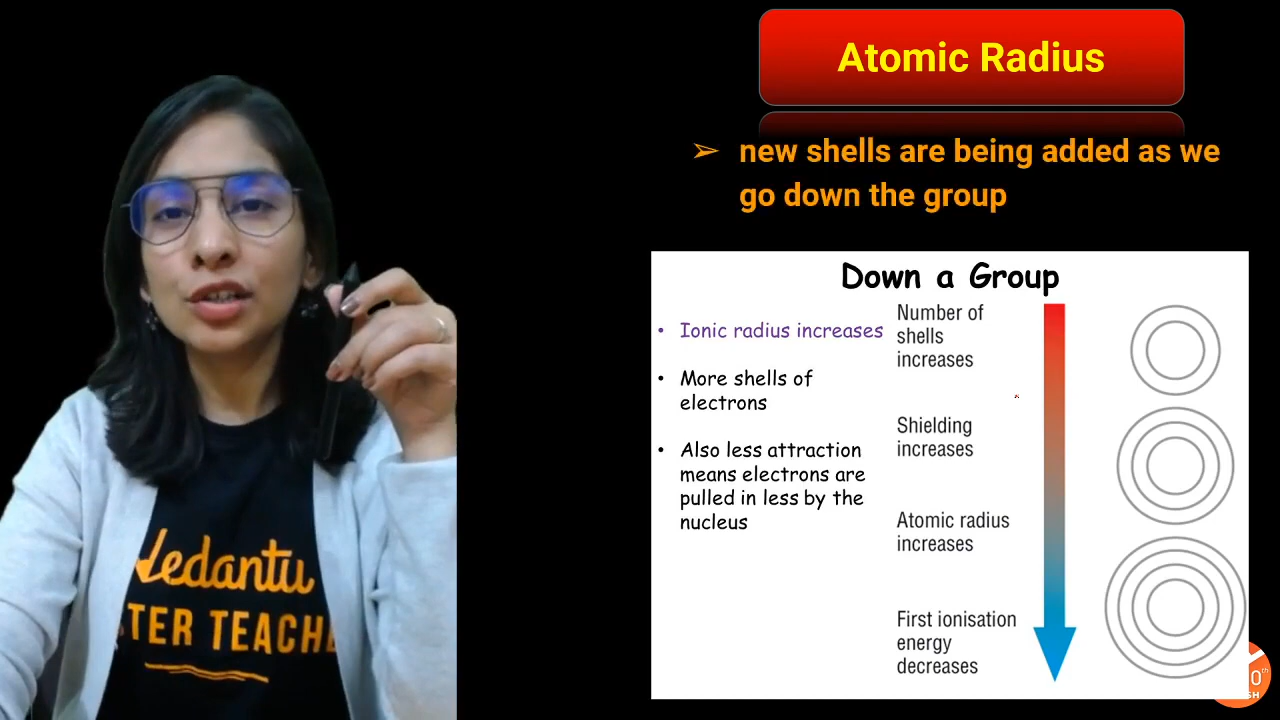 Atomic Radius
➢ new shells are being added as we
go down the group
Down a Group
• Ionic radius increases
• More shells of
electrons
• Also less attraction
means electrons are
pulled in less by the
nucleus
Number of
shells
increases
Shielding
increases
Atomic radius
increases
First ionisation
energy
decreases
Vedantu
TER TEACHE